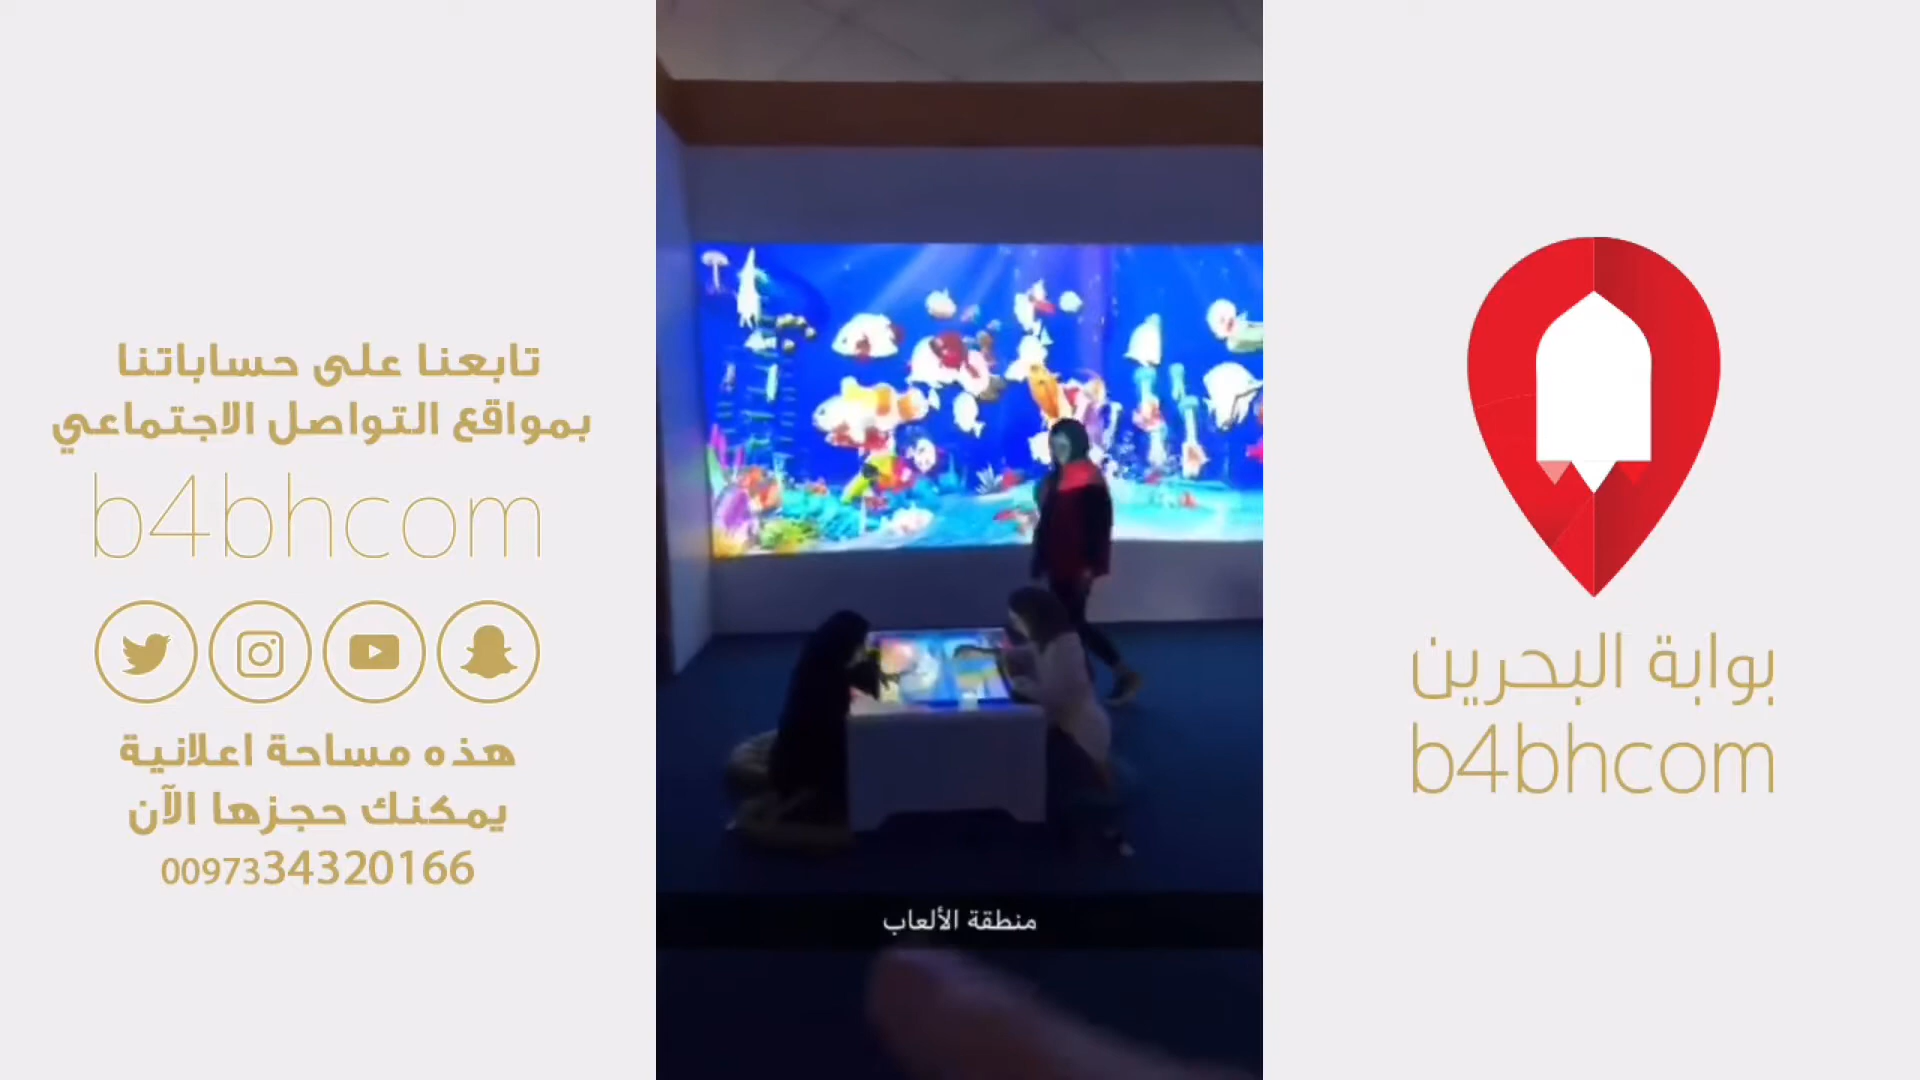 تابعنا على حساباتنا
بمواقع التواصل الاجتماعي
b4bhcom
هذه مساحة اعلانية
يمكنك حجزها الآن
0097334320166
منطقة الألعاب
بوابة البحرين
b4bhcom